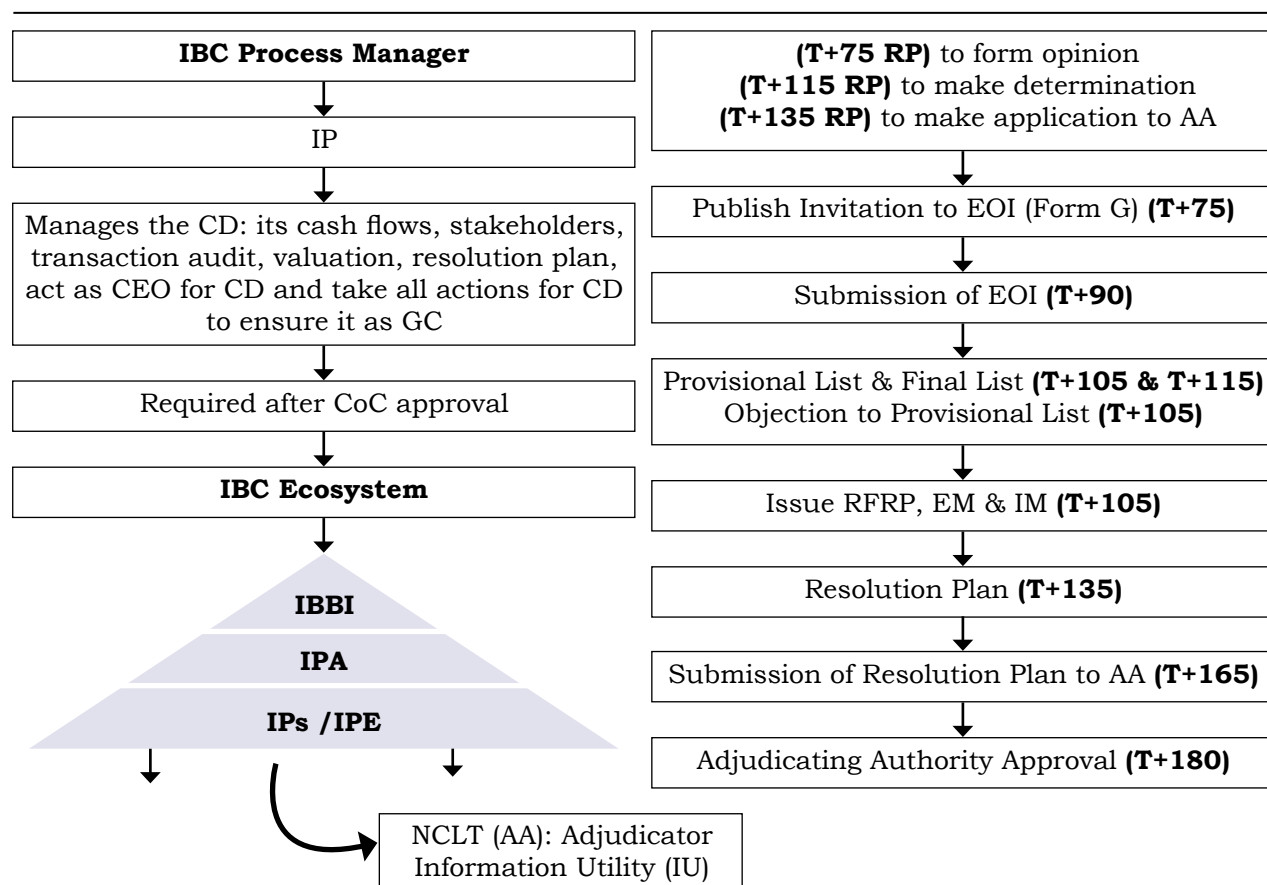 IBC Process Manager
IP
Manages the CD: its cash flows, stakeholders,
transaction audit, valuation, resolution plan,
act as CEO for CD and take all actions for CD
to ensure it as GC
Required after CoC approval
IBC Ecosystem
IBBI
IPA
IPs /IPE
NCLT (AA): Adjudicator
Information Utility (IU)
(T+75 RP) to form opinion
(T+115 RP) to make determination
(T+135 RP) to make application to AA
Publish Invitation to EOI (Form G) (T+75)
Submission of EOI (T+90)
Provisional List & Final List (T+105 & T+115)
Objection to Provisional List (T+105)
Issue RFRP, EM & IM (T+105)
Resolution Plan (T+135)
Submission of Resolution Plan to AA (T+165)
Adjudicating Authority Approval (T+180)